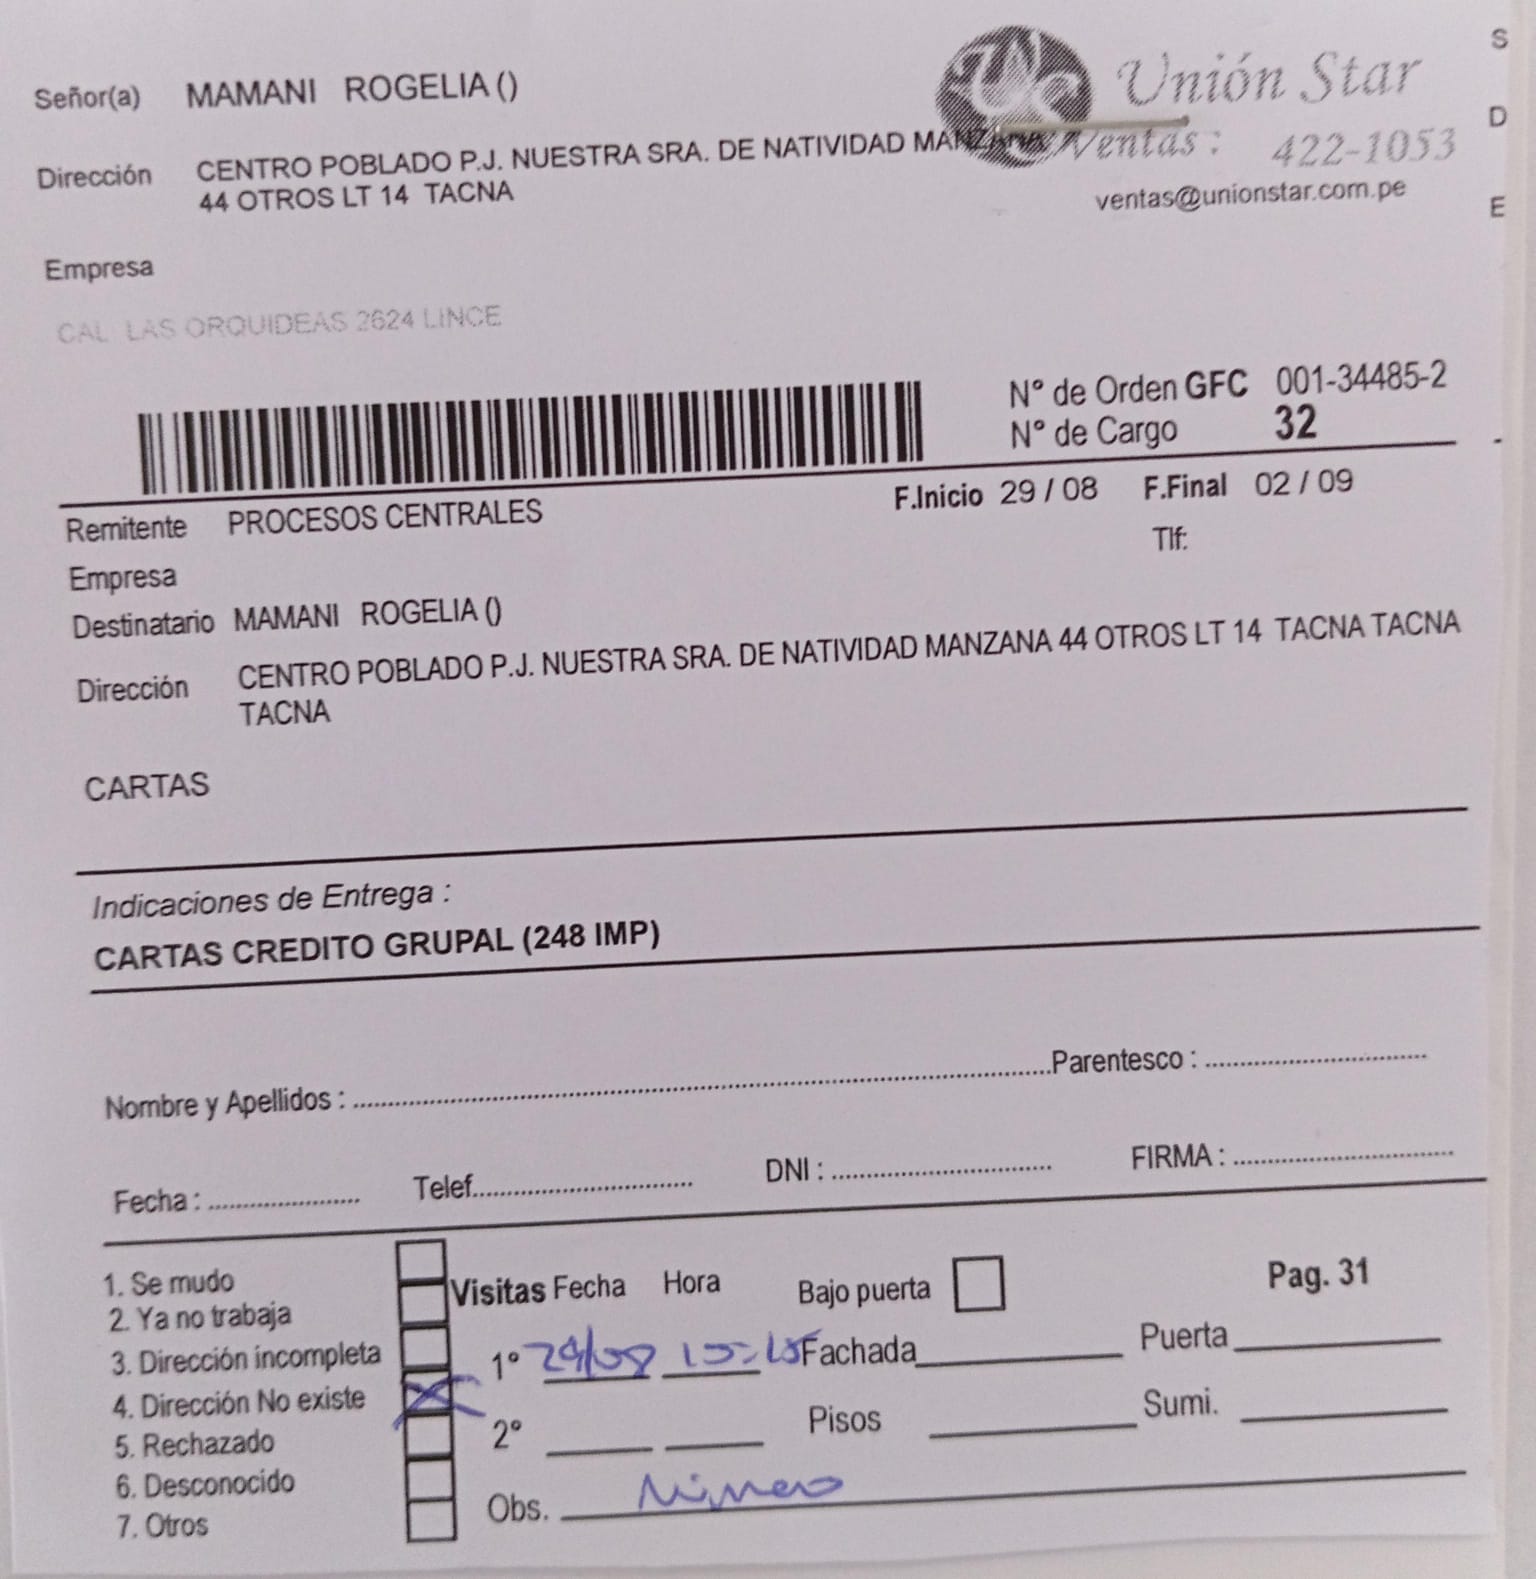 Señor(a) MAMANI ROGELIA ()
Unión Star
Dirección CENTRO POBLADO P.J. NUESTRA SRA. DE NATIVIDAD MANZANA
44 OTROS LT 14 TACNA
Ventas : 422-1053
ventas@unionstar.com.pe
S
D
E
Empresa
CAL LAS ORQUIDEAS 2624 LINCE
N° de Orden GFC 001-34485-2
N° de Cargo 32
-
Remitente PROCESOS CENTRALES F.Inicio 29 / 08 F.Final 02 / 09
Tlf:
Empresa
Destinatario MAMANI ROGELIA ()
Dirección CENTRO POBLADO P.J. NUESTRA SRA. DE NATIVIDAD MANZANA 44 OTROS LT 14 TACNA TACNA
TACNA
CARTAS
Indicaciones de Entrega :
CARTAS CREDITO GRUPAL (248 IMP)
Nombre y Apellidos : Parentesco :
Fecha : Telef. DNI : FIRMA :
1. Se mudo
2. Ya no trabaja
3. Dirección incompleta
4. Dirección No existe
5. Rechazado
6. Desconocido
7. Otros
Visitas Fecha Hora Bajo puerta Pag. 31
1° 29/08 Fachada Puerta
2° Pisos Sumi.
Obs.